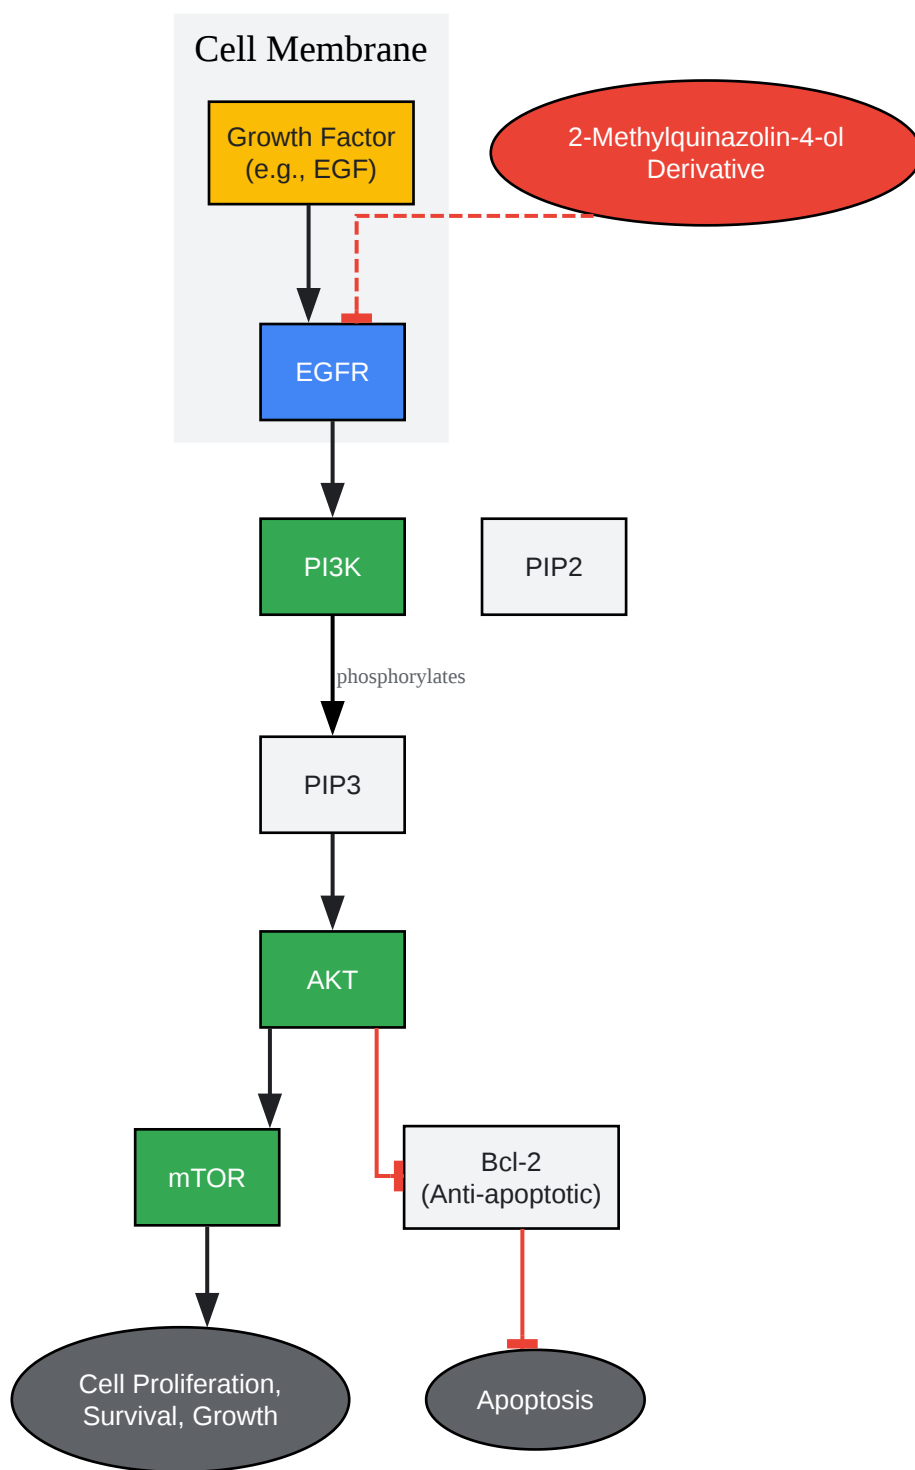 Cell Membrane
Growth Factor
(e.g., EGF)
2-Methylquinazolin-4-ol
Derivative
EGFR
PI3K
PIP2
phosphorylates
PIP3
AKT
mTOR
Bcl-2
(Anti-apoptotic)
Cell Proliferation,
Survival, Growth
Apoptosis